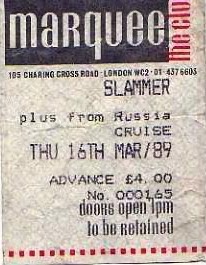 marquee
the club
105 CHARING CROSS ROAD · LONDON WC2 · 01 437 6603
SLAMMER
plus from Russia
CRUISE
THU 16TH MAR/89
ADVANCE £4.00
No. 000165
doors open 7pm
to be retained